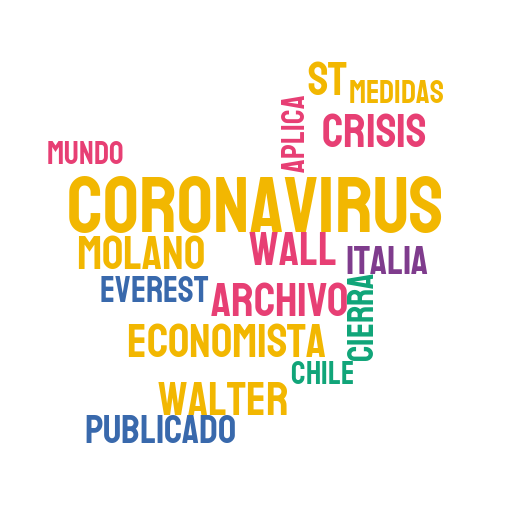 ST
MEDIDAS
APLICA
CRISIS
MUNDO
CORONAVIRUS
MOLANO
WALL
ITALIA
EVEREST
ARCHIVO
CIERRA
ECONOMISTA
CHILE
WALTER
PUBLICADO